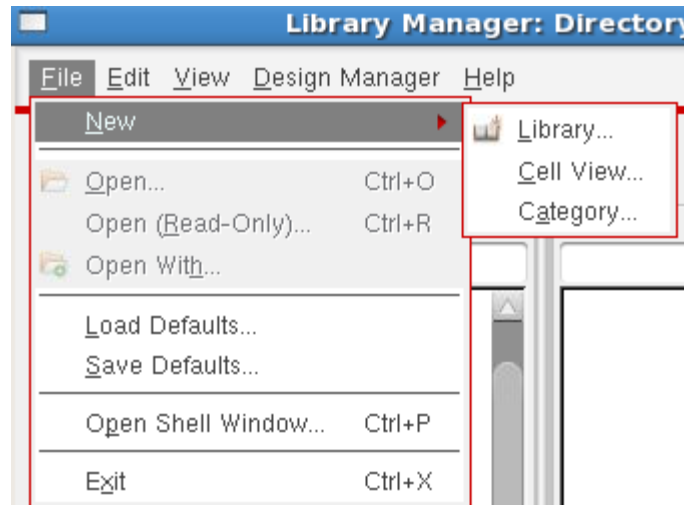 Library Manager: Directory
File Edit View Design Manager Help
New
Library...
Cell View...
Category...
Open... Ctrl+O
Open (Read-Only)... Ctrl+R
Open With...
Load Defaults...
Save Defaults...
Open Shell Window... Ctrl+P
Exit Ctrl+X